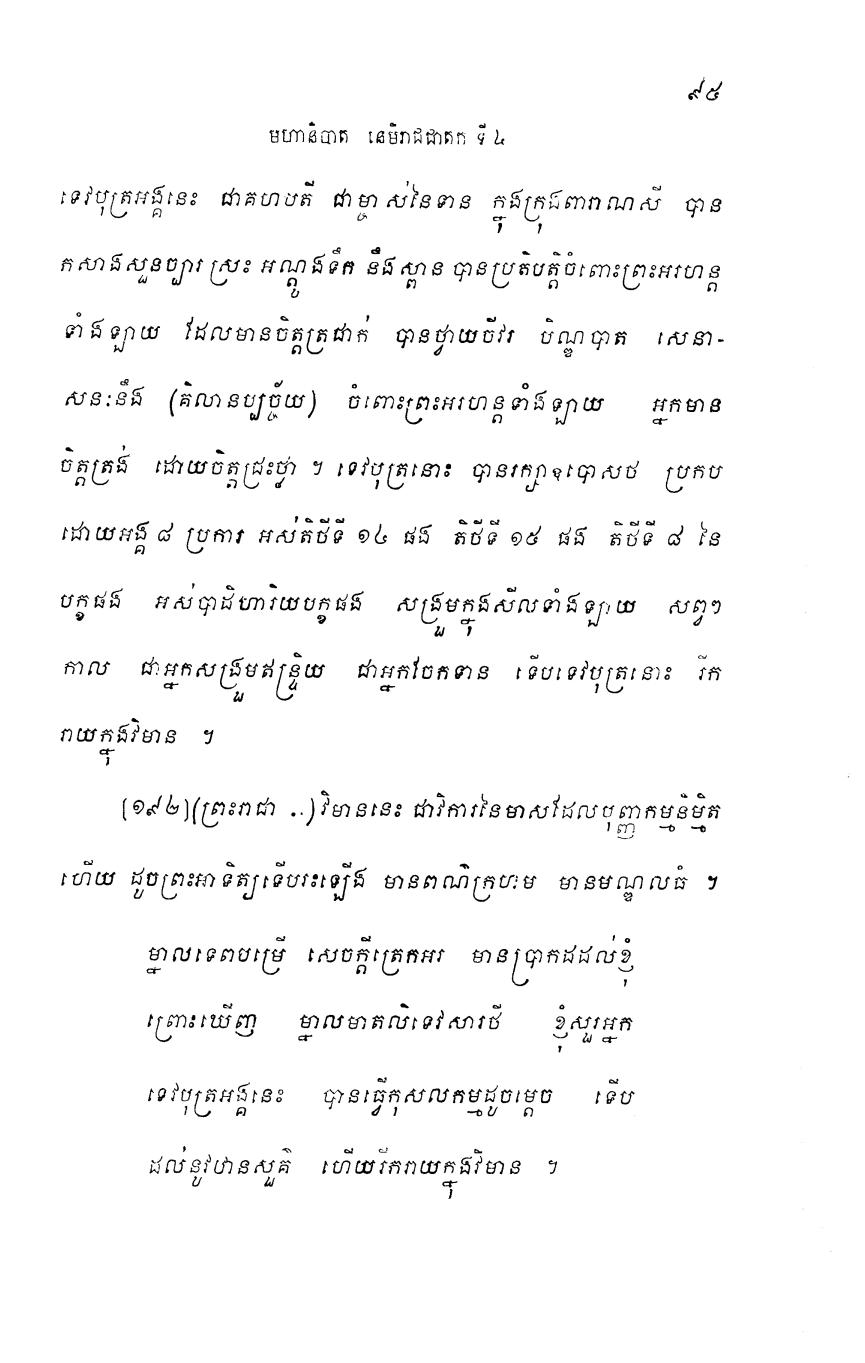 ៩៥
មហានិបាត នេមិរាជជាតក ទី ៤
ទេវបុត្រអង្គនេះ ជាគហបតី ជាម្ចាស់នៃទាន ក្នុងក្រុងពារាណសី បាន
កសាងសួនច្បារ ស្រះ អណ្តូងទឹក នឹងស្ពាន បានប្រតិបត្តិចំពោះព្រះអរហន្ត
ទាំងឡាយ ដែលមានចិត្តត្រជាក់ បានថ្វាយចីវរ បិណ្ឌបាត សេនា-
សនៈនឹង (គិលានប្បច្ច័យ) ចំពោះព្រះអរហន្តទាំងឡាយ អ្នកមាន
ចិត្តត្រង់ ដោយចិត្តជ្រះថ្លា ។ ទេវបុត្រនោះ បានរក្សាឧបោសថ ប្រកប
ដោយអង្គ ៨ ប្រការ អស់តិថីទី ១៤ ផង តិថីទី ១៥ ផង តិថីទី ៨ នៃ
បក្ខផង អស់បាដិហារិយបក្ខផង សង្រួមក្នុងសីលទាំងឡាយ សព្វៗ
កាល ជាអ្នកសង្រួមឥន្ទ្រិយ ជាអ្នកចែកទាន ទើបទេវបុត្រនោះ រីក
រាយក្នុងវិមាន ។
[១៩២] (ព្រះរាជា ..) វិមាននេះ ជាវិការនៃមាសដែលបុញ្ញកម្មនិម្មិត
ហើយ ដូចព្រះអាទិត្យទើបរះឡើង មានពណ៌ក្រហម មានមណ្ឌលធំ ។
ម្នាលទេពបម្រើ សេចក្តីត្រេកអរ មានប្រាកដដល់ខ្ញុំ
ព្រោះឃើញ ម្នាលមាតលិទេវសារថី ខ្ញុំសួរអ្នក
ទេវបុត្រអង្គនេះ បានធ្វើកុសលកម្មដូចម្តេច ទើប
ដល់នូវឋានសួគ៌ ហើយរីករាយក្នុងវិមាន ។